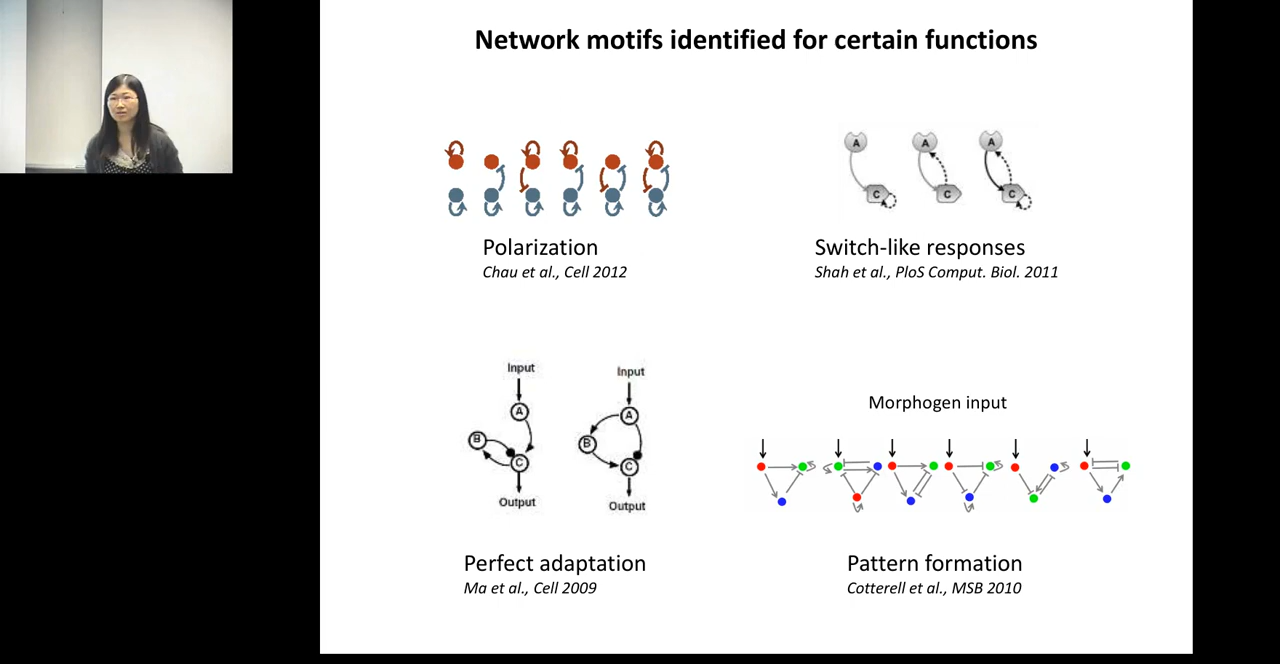 Network motifs identified for certain functions
A A A
C C C
Polarization
Chau et al., Cell 2012
Switch-like responses
Shah et al., PloS Comput. Biol. 2011
Input Input
A A
B B
C C
Output Output
Morphogen input
Perfect adaptation
Ma et al., Cell 2009
Pattern formation
Cotterell et al., MSB 2010